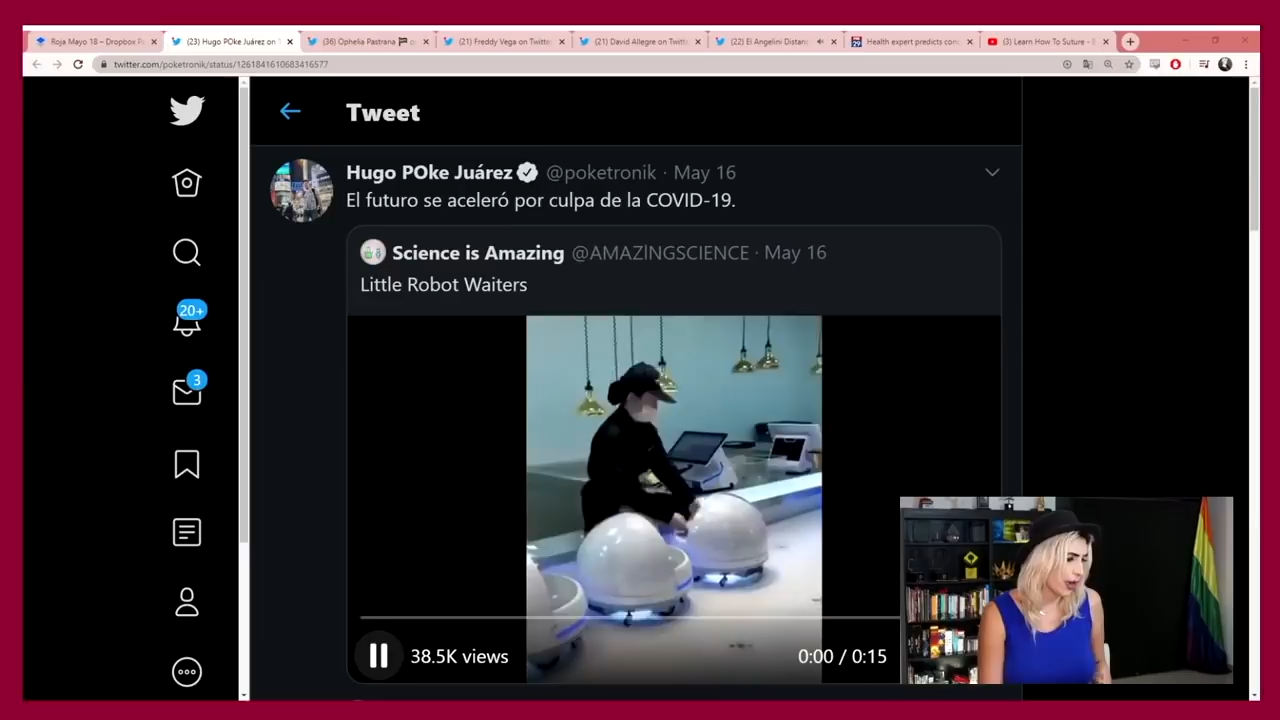 Roja Mayo 18 – Dropbox P
(23) Hugo POke Juárez on
(36) Ophelia Pastrana
(21) Freddy Vega on Twitte
(21) David Allegre on Twitt
(22) El Angelini Distan
Health expert predicts con
(3) Learn How To Suture -
twitter.com/poketronik/status/1261841610683416577
Tweet
Hugo POke Juárez @poketronik · May 16
El futuro se aceleró por culpa de la COVID-19.
Science is Amazing @AMAZlNGSCIENCE · May 16
Little Robot Waiters
20+
3
38.5K views
0:00 / 0:15